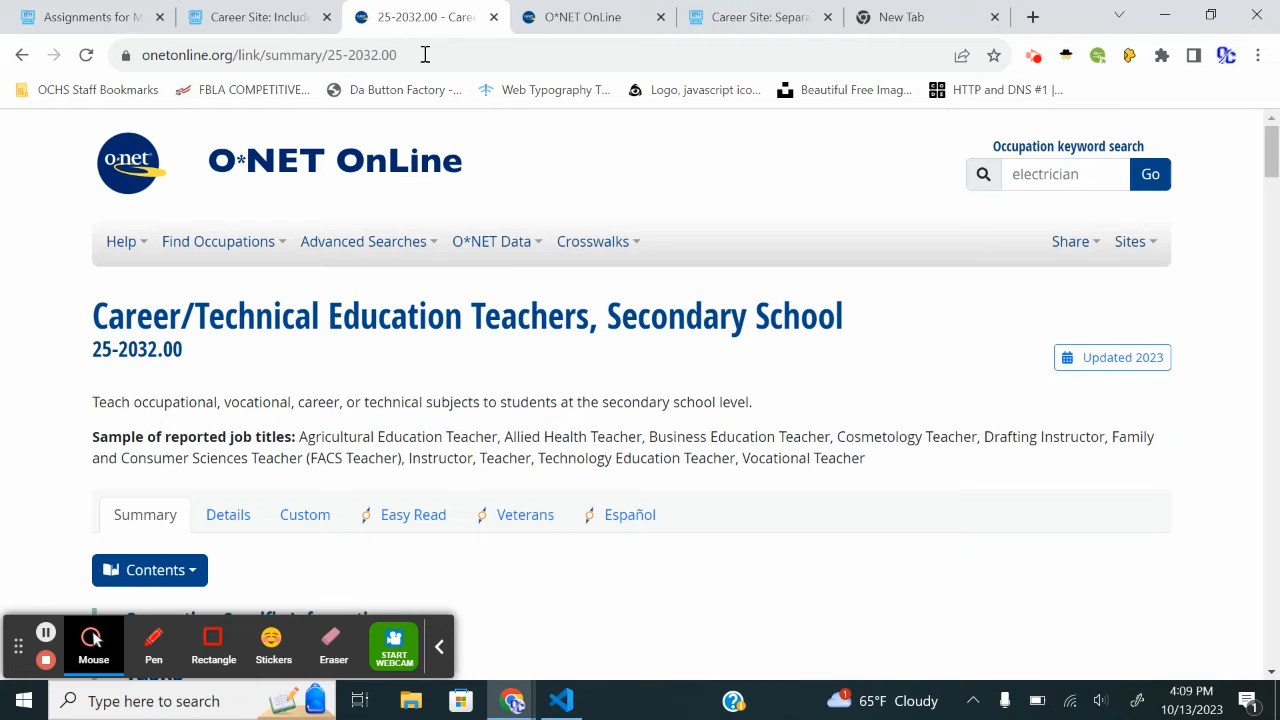 Assignments for M
Career Site: Include
25-2032.00 - Caree
O*NET OnLine
Career Site: Separa
New Tab
onetonline.org/link/summary/25-2032.00
OCHS Staff Bookmarks
FBLA COMPETITIVE...
Da Button Factory -...
Web Typography T...
Logo, javascript ico...
Beautiful Free Imag...
HTTP and DNS #1 |...
o·net
O*NET OnLine
Occupation keyword search
electrician
Go
Help
Find Occupations
Advanced Searches
O*NET Data
Crosswalks
Share
Sites
Career/Technical Education Teachers, Secondary School
25-2032.00
Updated 2023
Teach occupational, vocational, career, or technical subjects to students at the secondary school level.
Sample of reported job titles: Agricultural Education Teacher, Allied Health Teacher, Business Education Teacher, Cosmetology Teacher, Drafting Instructor, Family
and Consumer Sciences Teacher (FACS Teacher), Instructor, Teacher, Technology Education Teacher, Vocational Teacher
Summary
Details
Custom
Easy Read
Veterans
Español
Contents
Mouse
Pen
Rectangle
Stickers
Eraser
START
WEBCAM
Type here to search
1
65°F Cloudy
4:09 PM
10/13/2023
1